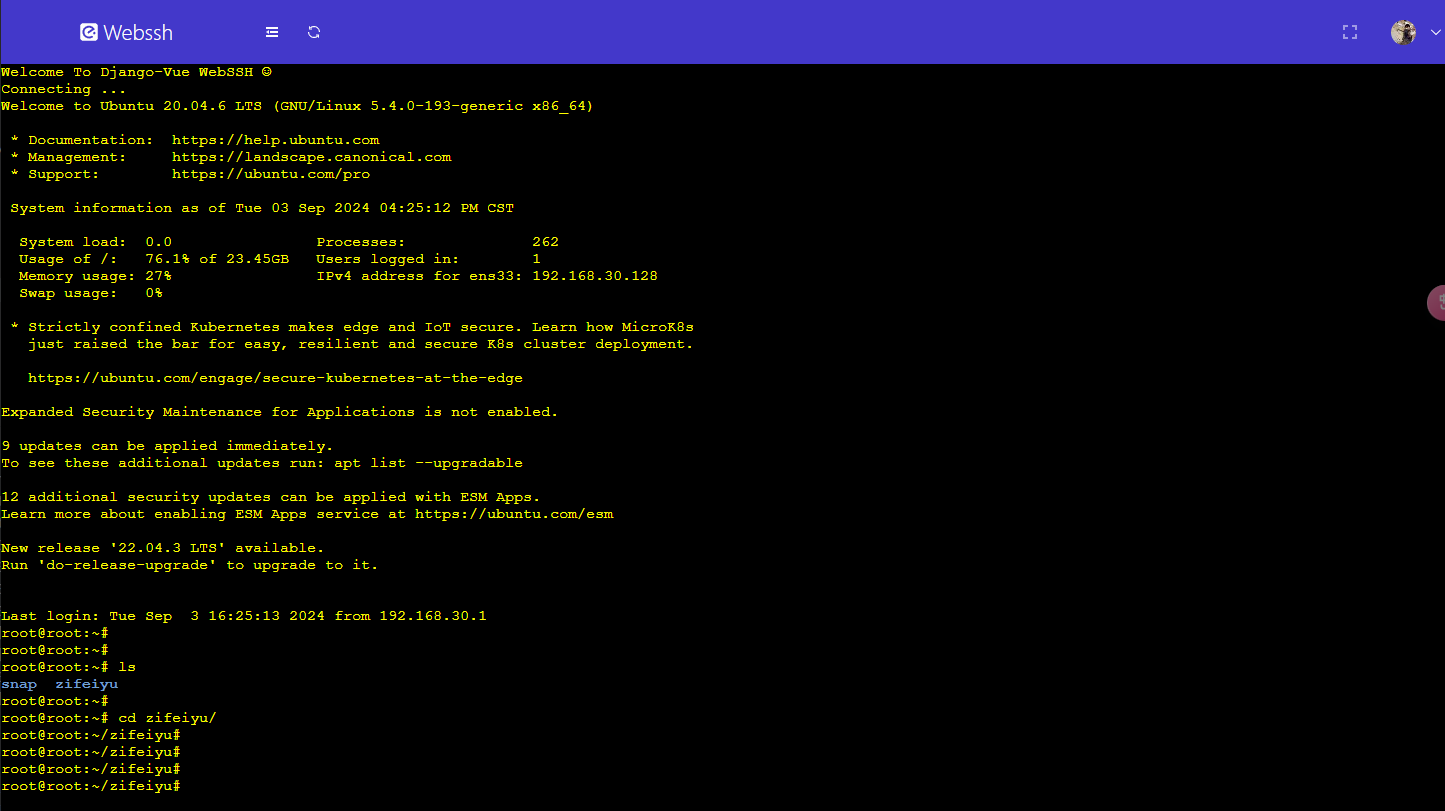 Webssh
Welcome To Django-Vue WebSSH ☺
Connecting ...
Welcome to Ubuntu 20.04.6 LTS (GNU/Linux 5.4.0-193-generic x86_64)
* Documentation:  https://help.ubuntu.com
* Management:     https://landscape.canonical.com
* Support:        https://ubuntu.com/pro
System information as of Tue 03 Sep 2024 04:25:12 PM CST
System load:  0.0                Processes:              262
Usage of /:   76.1% of 23.45GB   Users logged in:        1
Memory usage: 27%                IPv4 address for ens33: 192.168.30.128
Swap usage:   0%
* Strictly confined Kubernetes makes edge and IoT secure. Learn how MicroK8s
just raised the bar for easy, resilient and secure K8s cluster deployment.
https://ubuntu.com/engage/secure-kubernetes-at-the-edge
Expanded Security Maintenance for Applications is not enabled.
9 updates can be applied immediately.
To see these additional updates run: apt list --upgradable
12 additional security updates can be applied with ESM Apps.
Learn more about enabling ESM Apps service at https://ubuntu.com/esm
New release '22.04.3 LTS' available.
Run 'do-release-upgrade' to upgrade to it.
Last login: Tue Sep  3 16:25:13 2024 from 192.168.30.1
root@root:~#
root@root:~#
root@root:~# ls
snap  zifeiyu
root@root:~#
root@root:~# cd zifeiyu/
root@root:~/zifeiyu#
root@root:~/zifeiyu#
root@root:~/zifeiyu#
root@root:~/zifeiyu#